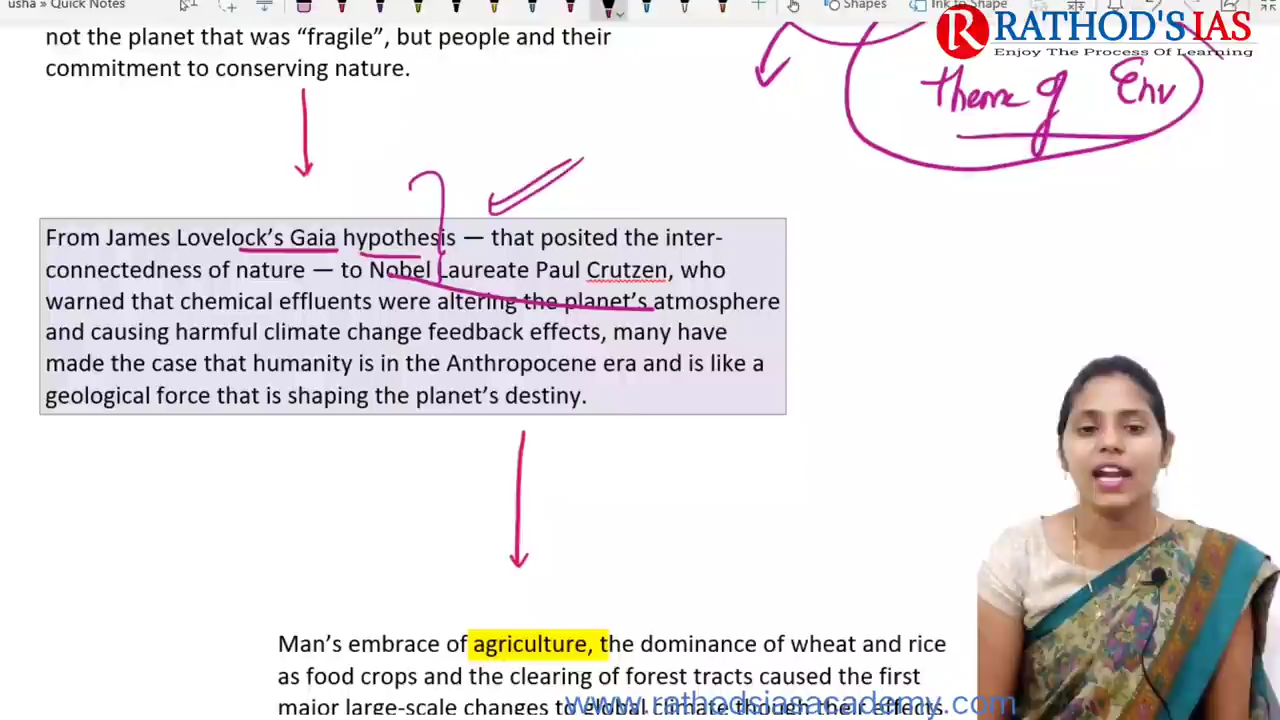 usha » Quick Notes
Shapes
Ink to Shape
RATHOD'S IAS
Enjoy The Process Of Learning
not the planet that was “fragile”, but people and their
commitment to conserving nature.
Theme of Env
From James Lovelock’s Gaia hypothesis — that posited the inter-
connectedness of nature — to Nobel Laureate Paul Crutzen, who
warned that chemical effluents were altering the planet’s atmosphere
and causing harmful climate change feedback effects, many have
made the case that humanity is in the Anthropocene era and is like a
geological force that is shaping the planet’s destiny.
Man’s embrace of agriculture, the dominance of wheat and rice
as food crops and the clearing of forest tracts caused the first
major large-scale changes to global climate though their effects
www.rathodsiasacademy.com